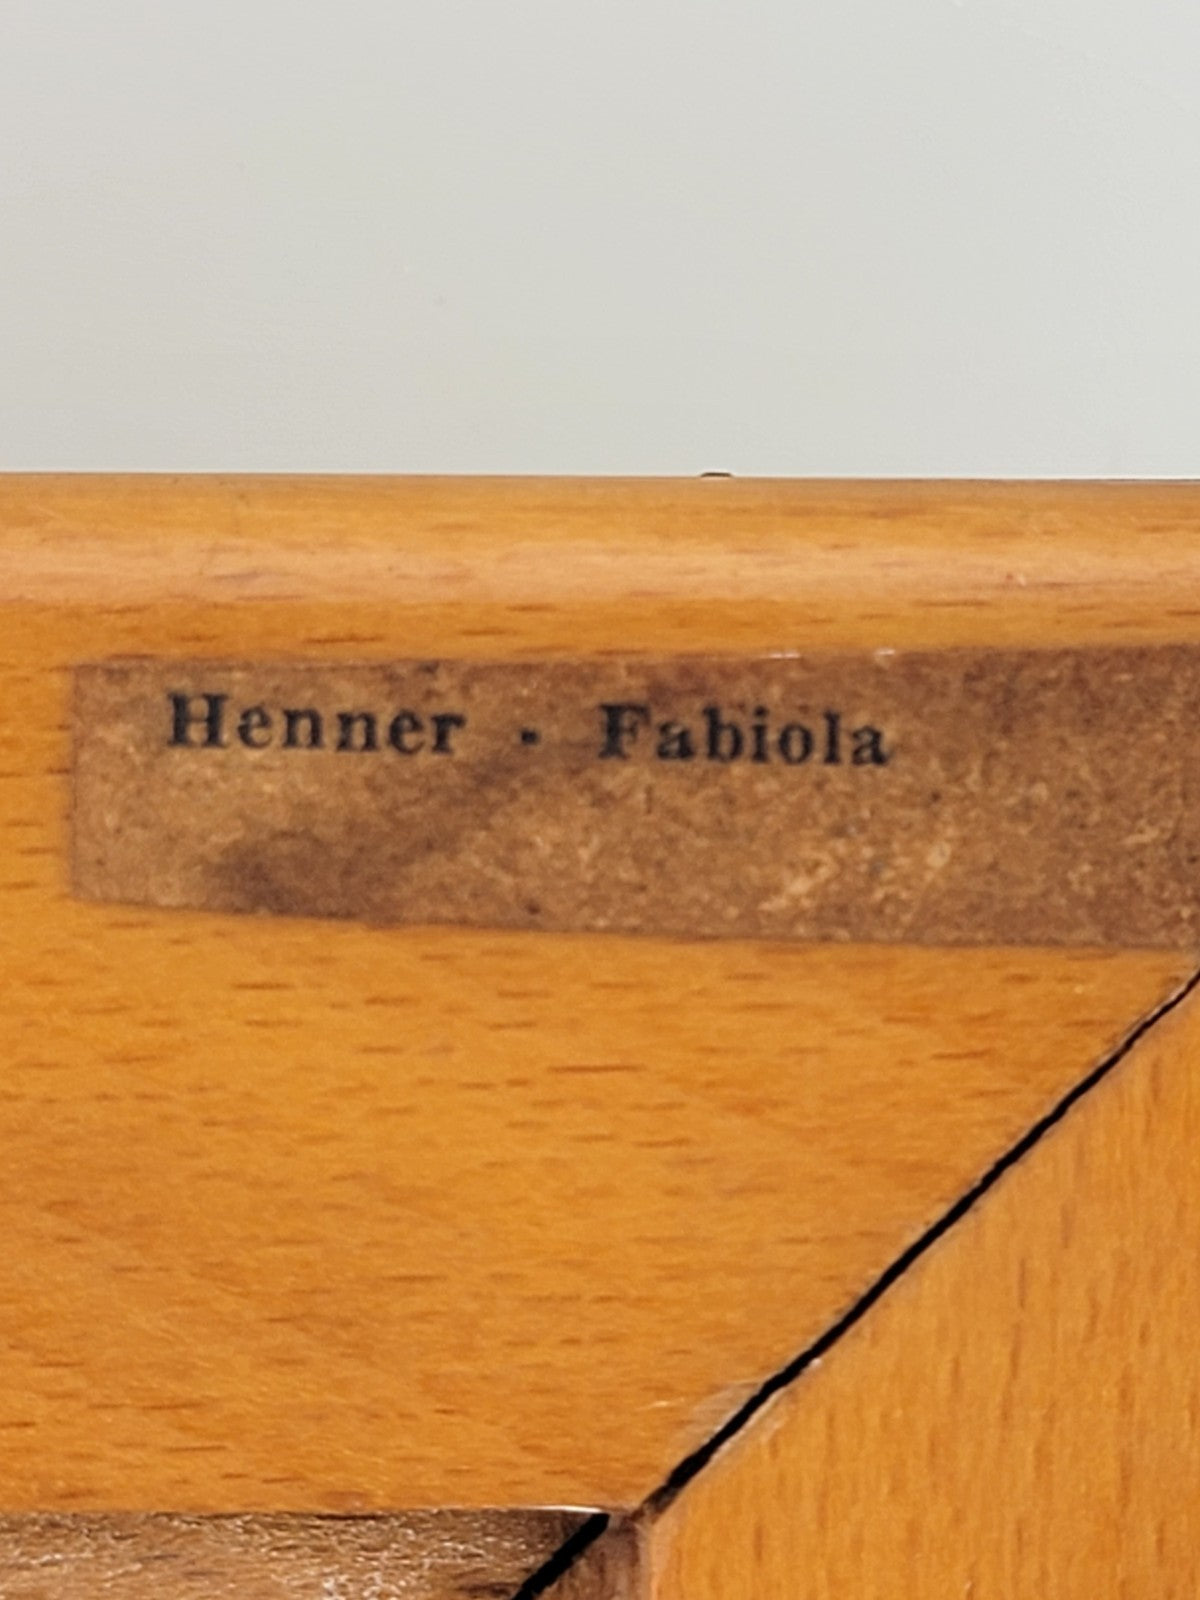 Henner - Fabiola